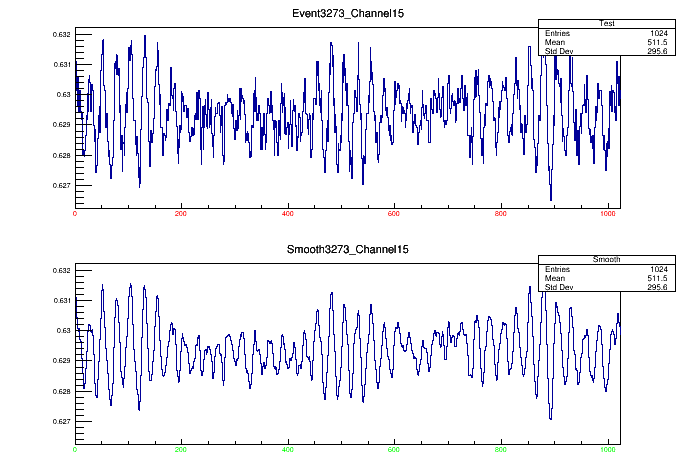 Event3273_Channel15
Test
Entries 1024
Mean 511.5
Std Dev 295.6
0.632
0.631
0.63
0.629
0.628
0.627
0 200 400 600 800 1000
Smooth3273_Channel15
Smooth
Entries 1024
Mean 511.5
Std Dev 295.6
0.632
0.631
0.63
0.629
0.628
0.627
0 200 400 600 800 1000